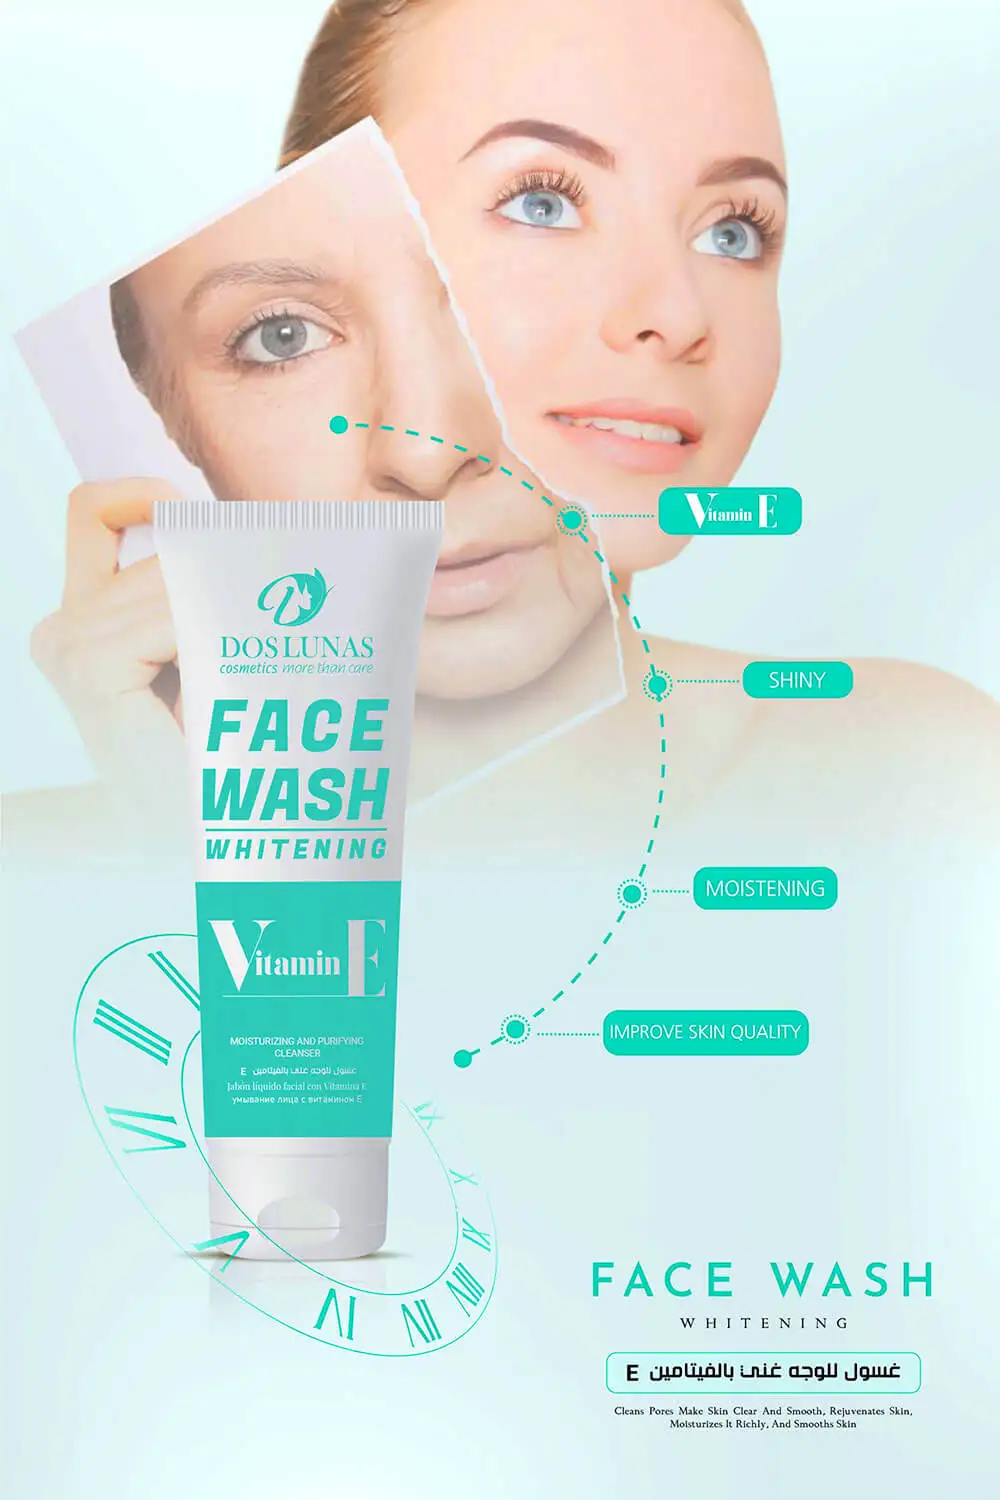 Vitamin E
SHINY
MOISTENING
IMPROVE SKIN QUALITY
DOS LUNAS
cosmetics more than care
FACE
WASH
WHITENING
Vitamin E
MOISTURIZING AND PURIFYING
CLEANSER
غسول للوجه غني بالفيتامين E
Jabón líquido facial con Vitamina E
умывание лица с витамином E
FACE WASH
WHITENING
غسول للوجه غني بالفيتامين E
Cleans Pores Make Skin Clear And Smooth, Rejuvenates Skin,
Moisturizes It Richly, And Smooths Skin